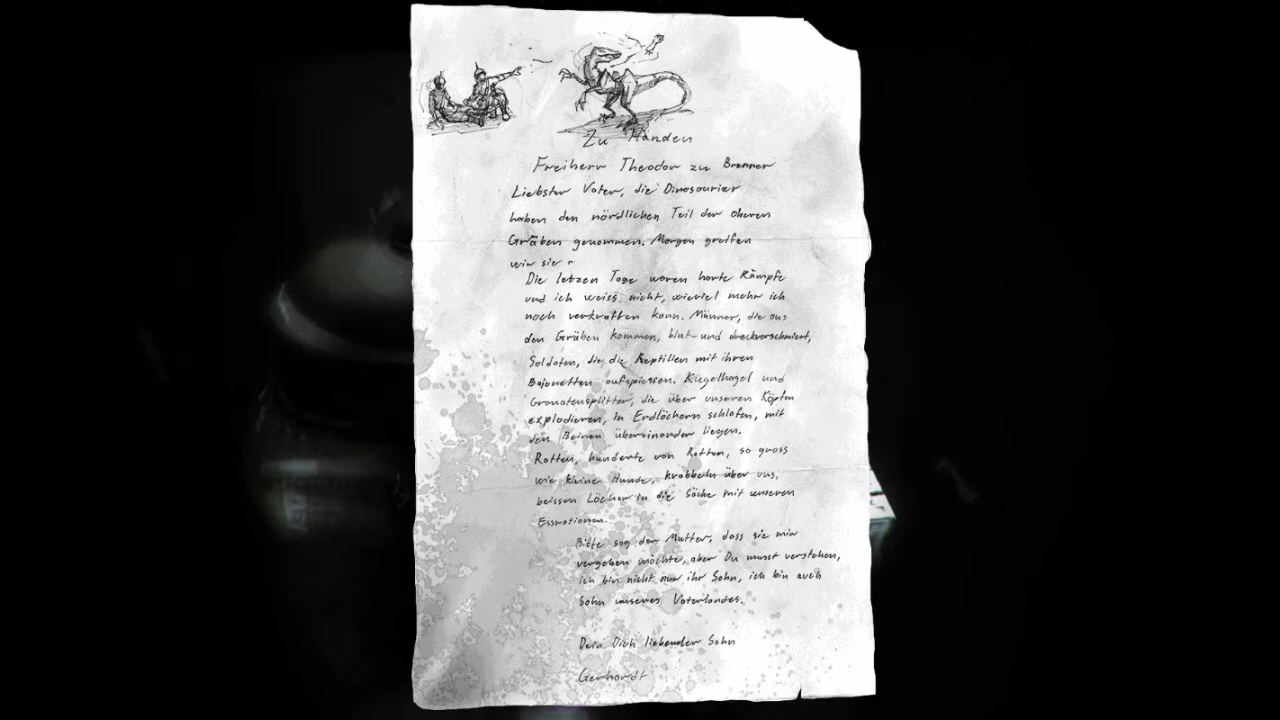 Zu Händen
Freiherr Theodor zu Brenner
Liebster Vater, die Dinosaurier
haben den nördlichen Teil der oberen
Gräben genommen. Morgen greifen
wir sie
Die letzen Tage waren harte Kämpfe
und ich weiss nicht, wieviel mehr ich
noch verkraften kann. Männer, die aus
den Gräben kommen, blut- und dreckverschmiert,
Soldaten, die die Reptilien mit ihren
Bajonetten aufspiessen. Kugelhagel und
Granatensplitter, die über unseren Köpfen
explodieren, in Erdlöchern schlafen, mit
den Beinen übereinander liegen.
Ratten, hunderte von Ratten, so gross
wie kleine Hunde, krabbeln über uns,
beissen Löcher in die Säcke mit unseren
Essrationen.
Bitte sag der Mutter, dass sie mir
vergeben möchte, aber Du musst verstehen,
ich bin nicht nur ihr Sohn, ich bin auch
Sohn unseres Vaterlandes.
Dein Dich liebender Sohn
Gerhardt